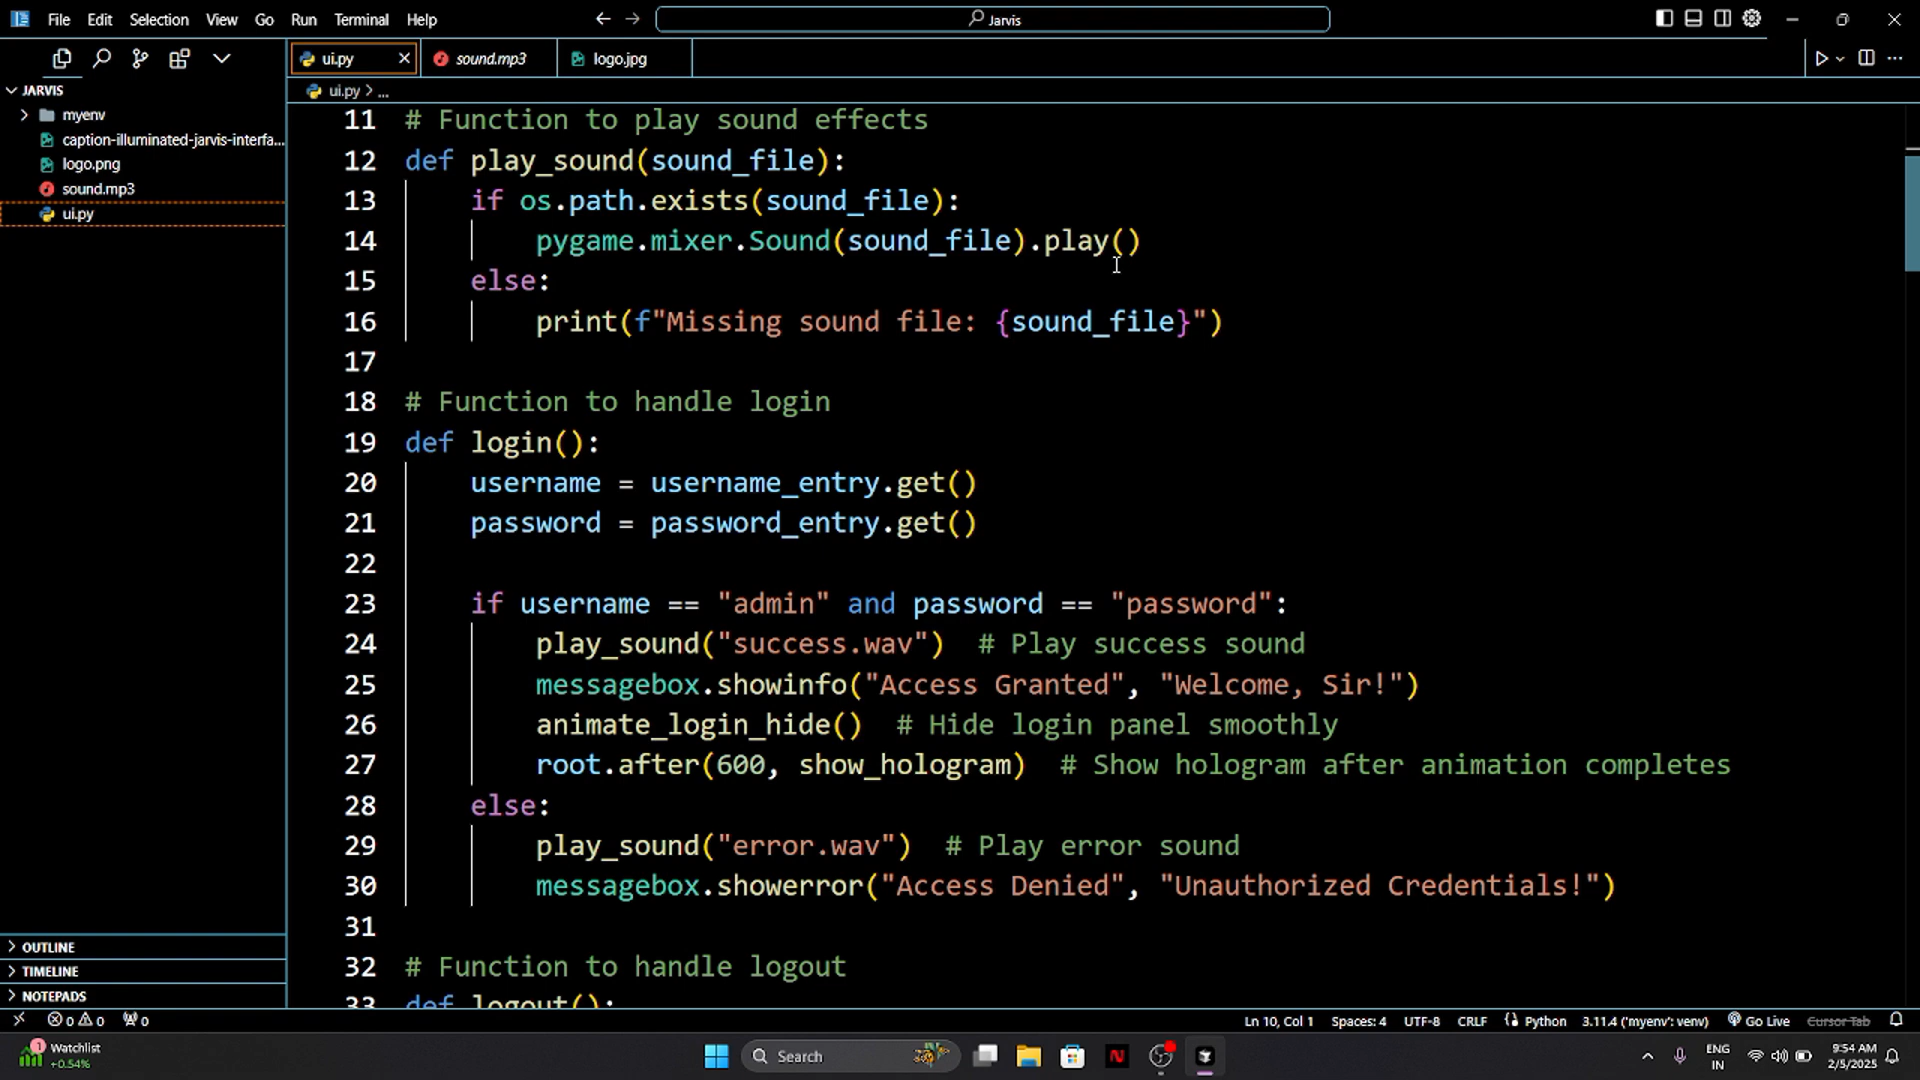 File Edit Selection View Go Run Terminal Help
Jarvis
ui.py
sound.mp3
logo.jpg
JARVIS
myenv
caption-illuminated-jarvis-interfa...
logo.png
sound.mp3
ui.py
OUTLINE
TIMELINE
NOTEPADS
ui.py > ...
11 # Function to play sound effects
12 def play_sound(sound_file):
13 if os.path.exists(sound_file):
14 pygame.mixer.Sound(sound_file).play()
15 else:
16 print(f"Missing sound file: {sound_file}")
17
18 # Function to handle login
19 def login():
20 username = username_entry.get()
21 password = password_entry.get()
22
23 if username == "admin" and password == "password":
24 play_sound("success.wav") # Play success sound
25 messagebox.showinfo("Access Granted", "Welcome, Sir!")
26 animate_login_hide() # Hide login panel smoothly
27 root.after(600, show_hologram) # Show hologram after animation completes
28 else:
29 play_sound("error.wav") # Play error sound
30 messagebox.showerror("Access Denied", "Unauthorized Credentials!")
31
32 # Function to handle logout
33 def logout():
0 0 0
Ln 10, Col 1 Spaces: 4 UTF-8 CRLF Python 3.11.4 ('myenv': venv) Go Live Cursor Tab
1
Watchlist
+0.54%
Search
N
ENG
IN
9:54 AM
2/5/2025